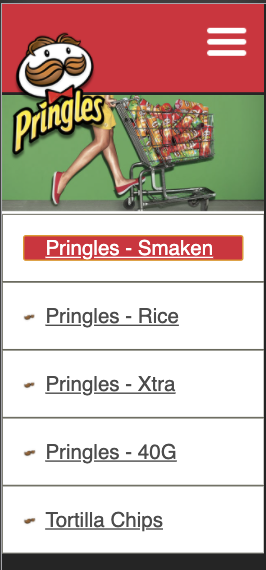 Pringles
Pringles - Smaken
Pringles - Rice
Pringles - Xtra
Pringles - 40G
Tortilla Chips